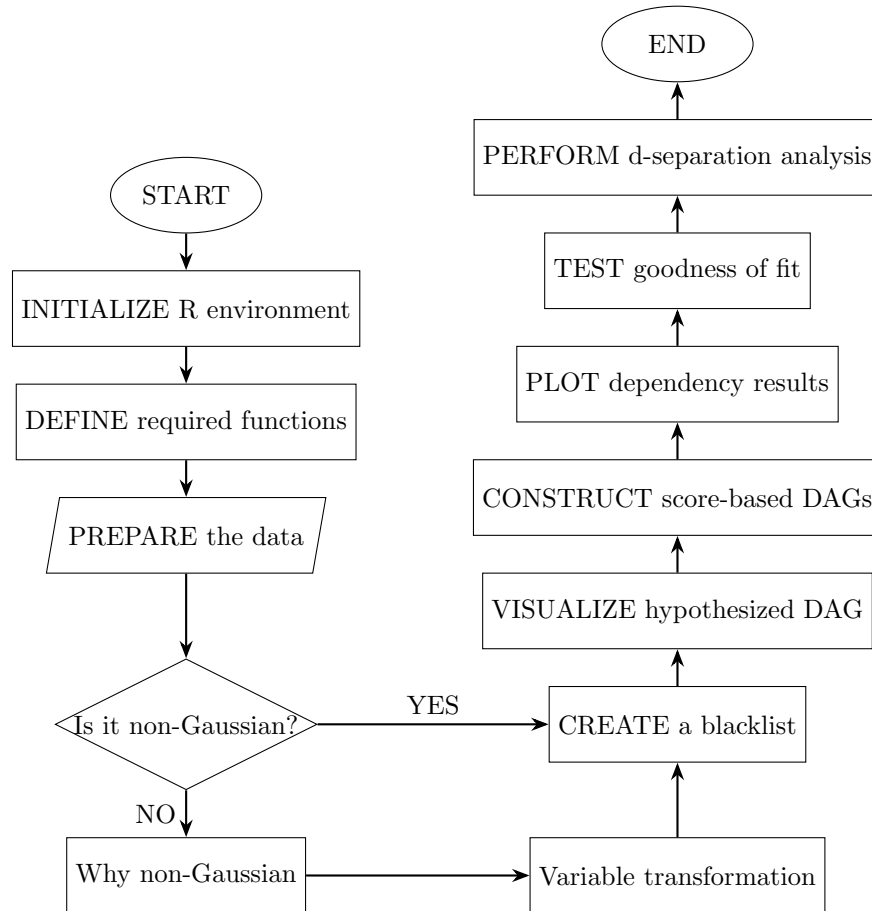 START
INITIALIZE R environment
DEFINE required functions
PREPARE the data
Is it non-Gaussian?
YES
NO
Why non-Gaussian
Variable transformation
CREATE a blacklist
VISUALIZE hypothesized DAG
CONSTRUCT score-based DAGs
PLOT dependency results
TEST goodness of fit
PERFORM d-separation analysis
END